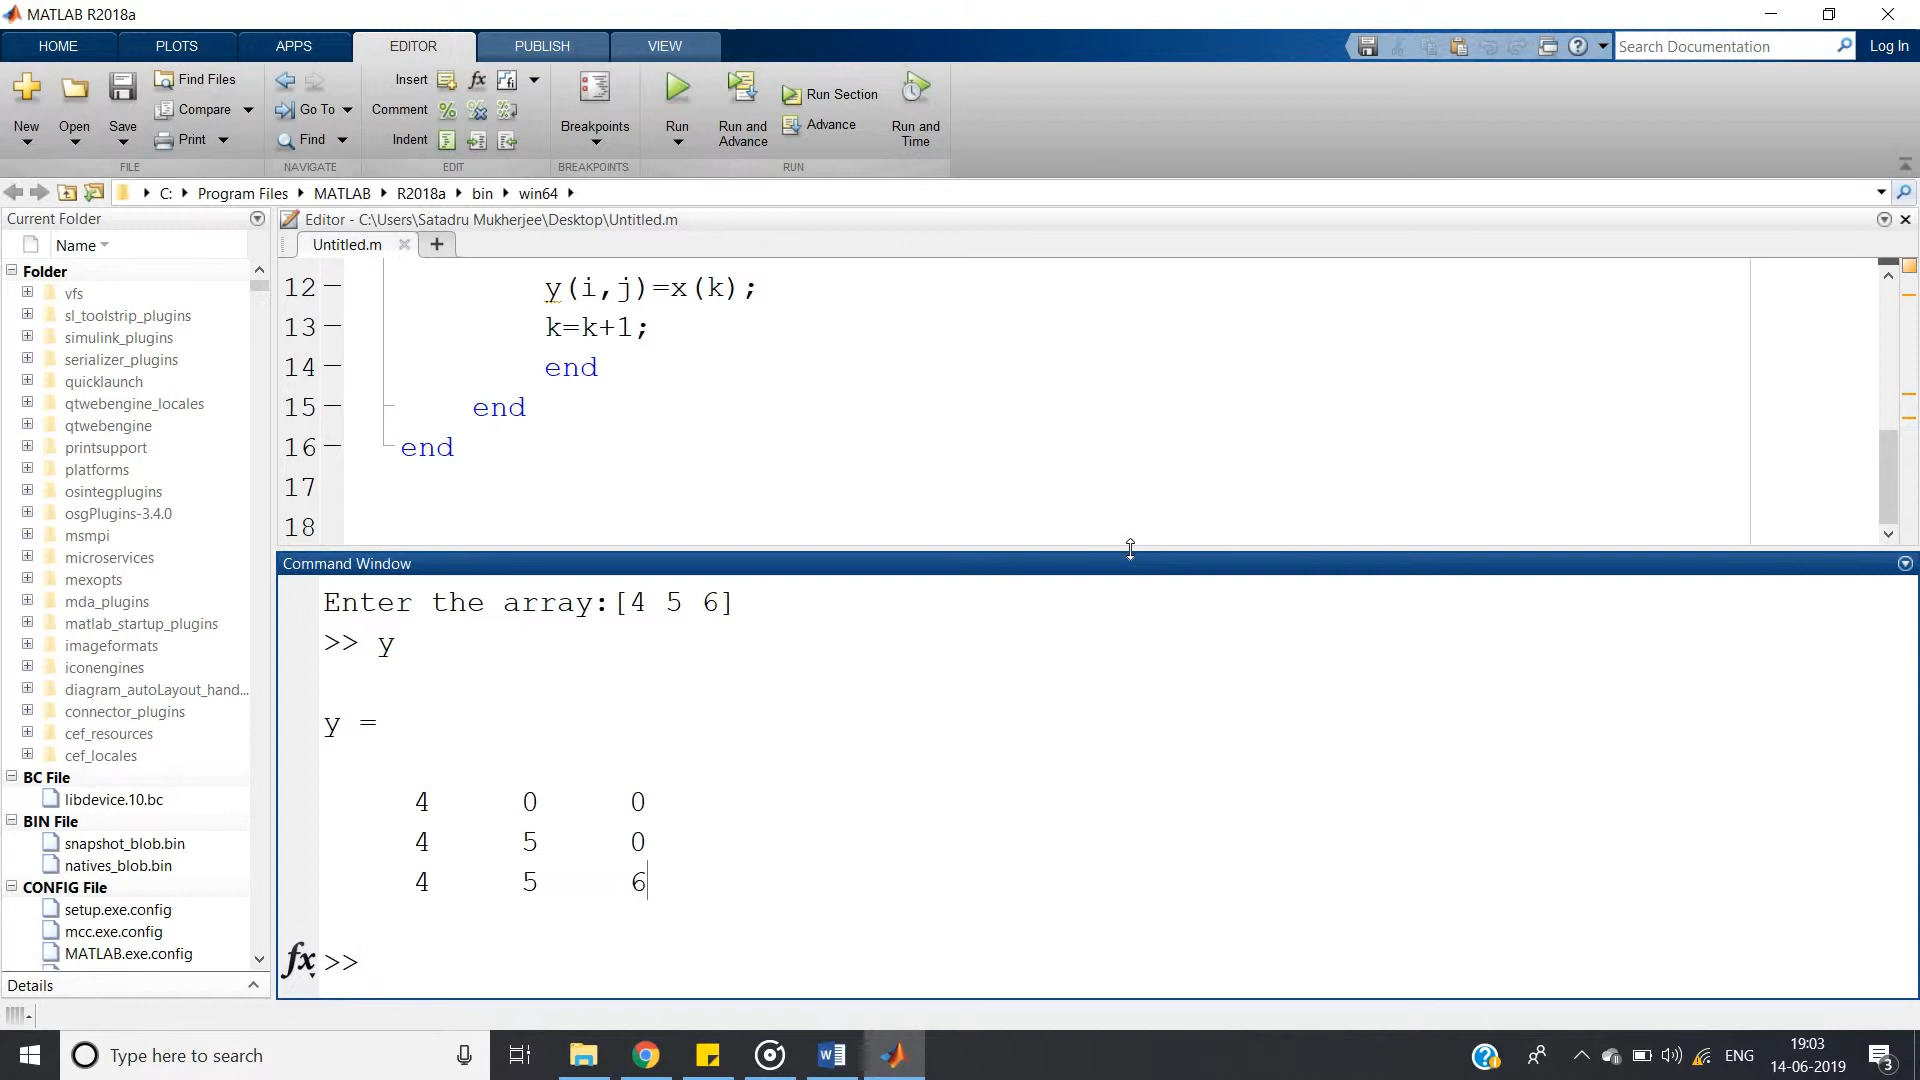 MATLAB R2018a
HOME PLOTS APPS EDITOR PUBLISH VIEW
Search Documentation
Log In
New
Open
Save
Find Files
Compare
Print
FILE
Go To
Find
NAVIGATE
Insert
Comment
Indent
EDIT
Breakpoints
BREAKPOINTS
Run
Run and Advance
Run Section
Advance
Run and Time
RUN
C: Program Files MATLAB R2018a bin win64
Current Folder
Name
Folder
vfs
sl_toolstrip_plugins
simulink_plugins
serializer_plugins
quicklaunch
qtwebengine_locales
qtwebengine
printsupport
platforms
osintegplugins
osgPlugins-3.4.0
msmpi
microservices
mexopts
mda_plugins
matlab_startup_plugins
imageformats
iconengines
diagram_autoLayout_hand...
connector_plugins
cef_resources
cef_locales
BC File
libdevice.10.bc
BIN File
snapshot_blob.bin
natives_blob.bin
CONFIG File
setup.exe.config
mcc.exe.config
MATLAB.exe.config
Details
Editor - C:\Users\Satadru Mukherjee\Desktop\Untitled.m
Untitled.m
12 y(i,j)=x(k);
13 k=k+1;
14 end
15 end
16 end
17
18
Command Window
Enter the array:[4 5 6]
>> y
y =
4 0 0
4 5 0
4 5 6
fx >>
Type here to search
ENG
19:03
14-06-2019
3